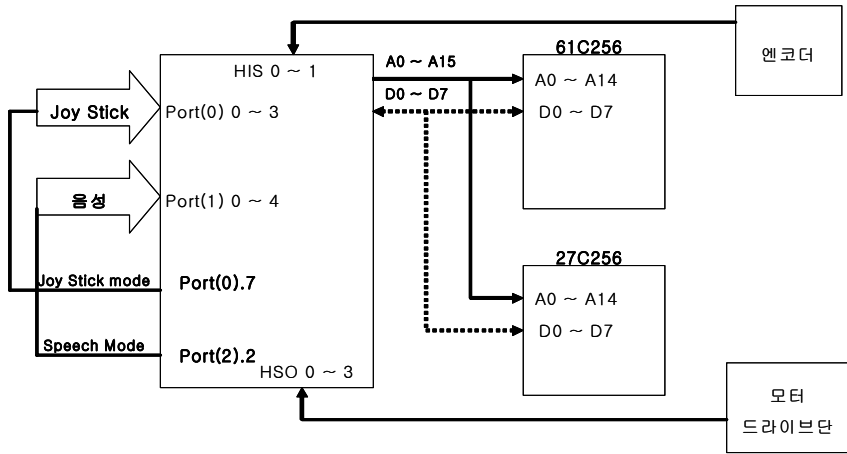 엔코더
61C256
A0 ~ A15
HIS 0 ~ 1
A0 ~ A14
D0 ~ D7
Joy Stick
Port(0) 0 ~ 3
D0 ~ D7
음성
Port(1) 0 ~ 4
27C256
Joy Stick mode
Port(0).7
A0 ~ A14
D0 ~ D7
Speech Mode
Port(2).2
HSO 0 ~ 3
모터
드라이브단